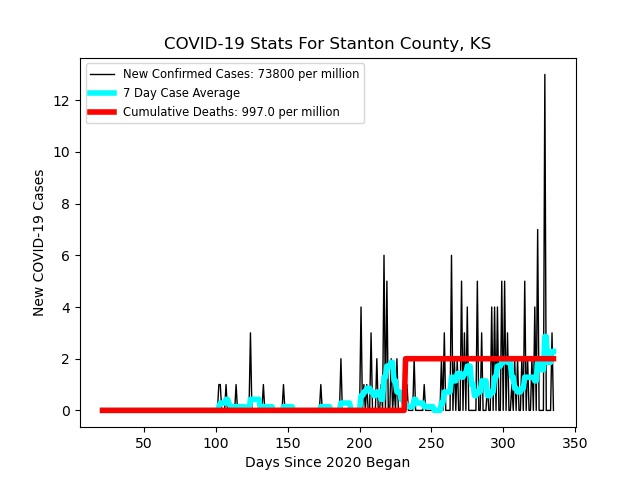 COVID-19 Stats For Stanton County, KS
New Confirmed Cases: 73800 per million
7 Day Case Average
Cumulative Deaths: 997.0 per million
New COVID-19 Cases
12
10
8
6
4
2
0
50 100 150 200 250 300 350
Days Since 2020 Began